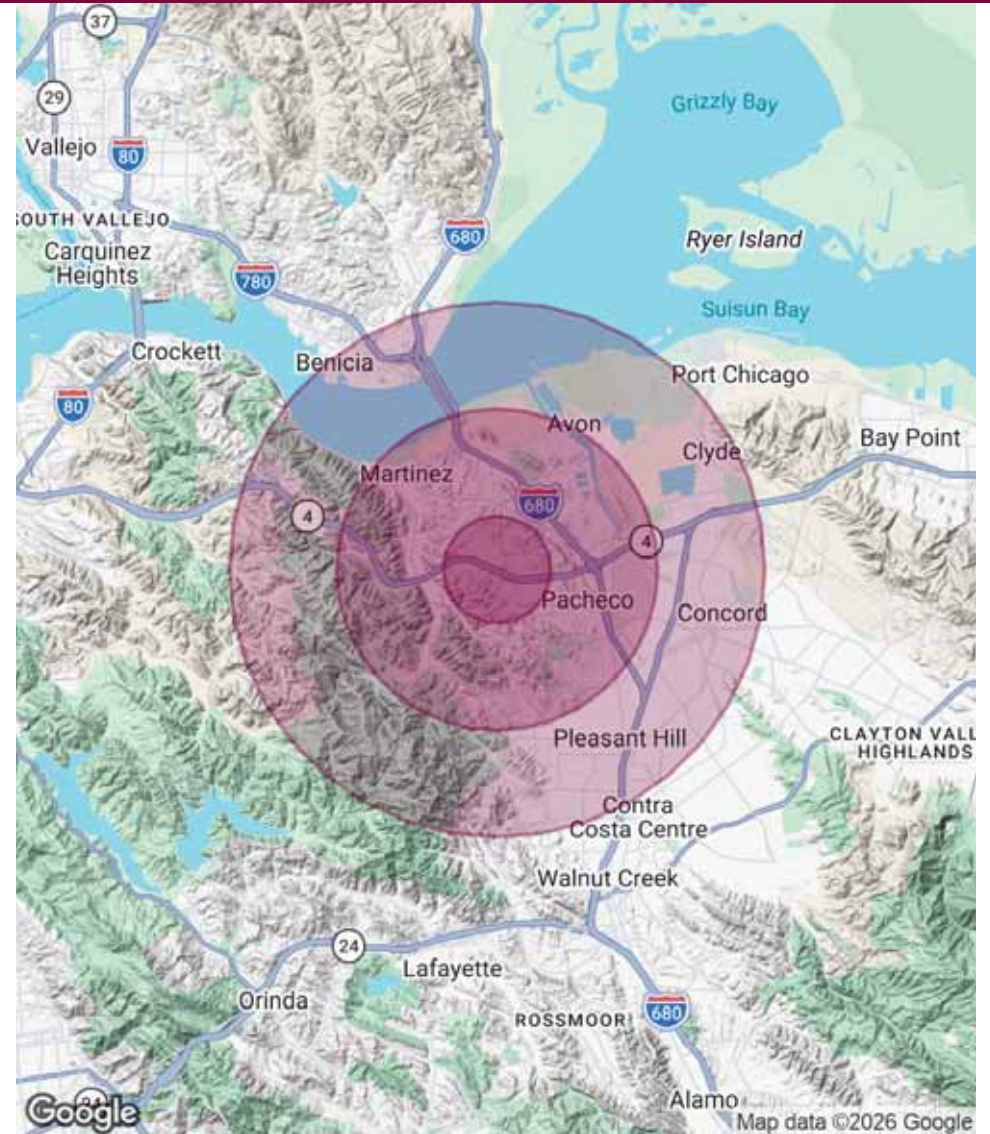 37
29
Vallejo
80
Grizzly Bay
SOUTH VALLEJO
680
Ryer Island
Carquinez
Heights
780
Suisun Bay
Crockett
Benicia
Port Chicago
80
Avon
Bay Point
Clyde
Martinez
680
4
4
Pacheco
Concord
Pleasant Hill
CLAYTON VALL
HIGHLANDS
Contra
Costa Centre
Walnut Creek
24
Lafayette
Orinda
680
ROSSMOOR
Alamo
Google
Map data ©2026 Google